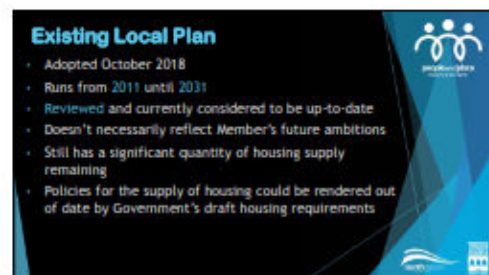 Existing Local Plan
• Adopted October 2018
• Runs from 2011 until 2031
• Reviewed and currently considered to be up-to-date
• Doesn't necessarily reflect Member's future ambitions
• Still has a significant quantity of housing supply
remaining
• Policies for the supply of housing could be rendered out
of date by Government's draft housing requirements